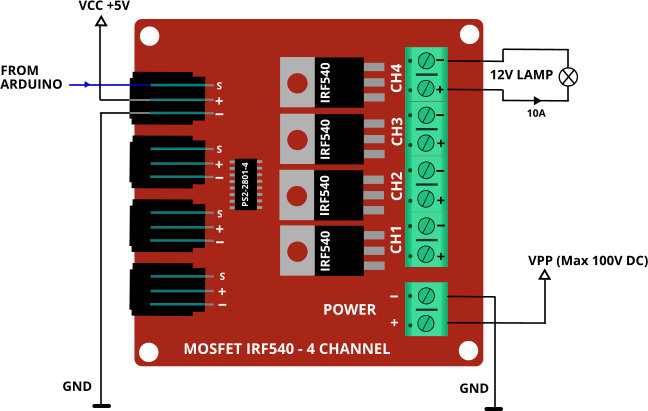 VCC +5V
FROM
ARDUINO
S
+
−
S
+
−
S
+
−
S
+
−
PS2-2801-4
IRF540
IRF540
IRF540
IRF540
CH4
CH3
CH2
CH1
−
+
−
+
−
+
−
+
12V LAMP
10A
VPP (Max 100V DC)
POWER
−
+
MOSFET IRF540 - 4 CHANNEL
GND
GND